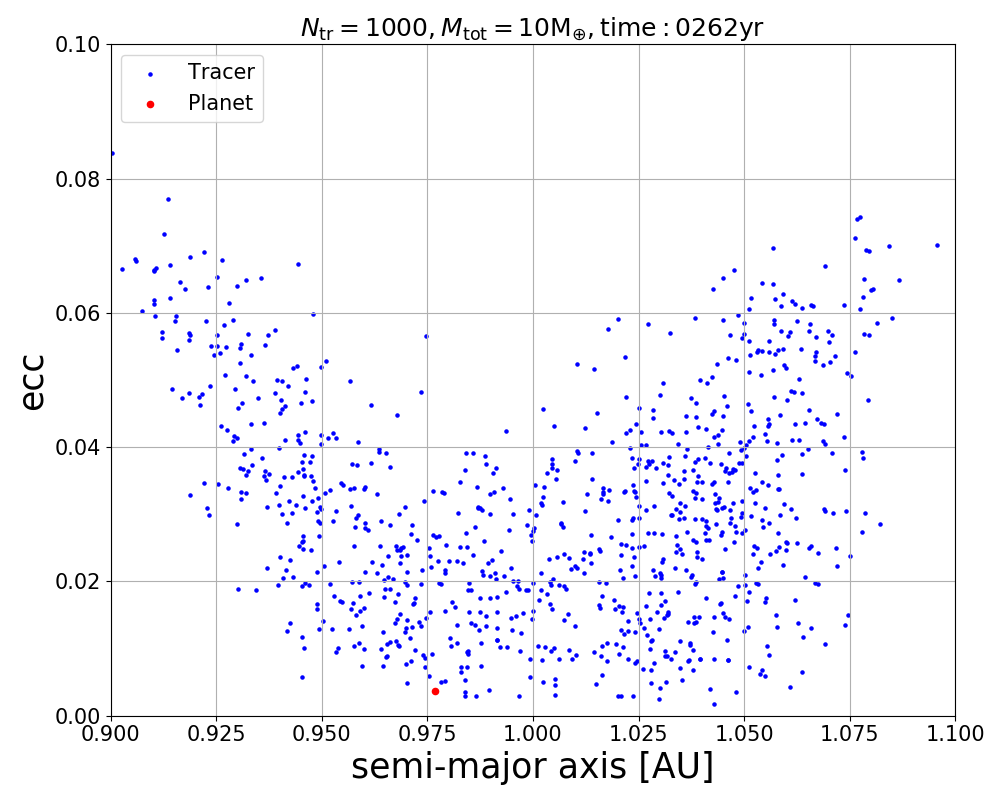 N_tr = 1000, M_tot = 10M_⊕, time : 0262yr
Tracer
Planet
ecc
0.10
0.08
0.06
0.04
0.02
0.00
0.900 0.925 0.950 0.975 1.000 1.025 1.050 1.075 1.100
semi-major axis [AU]